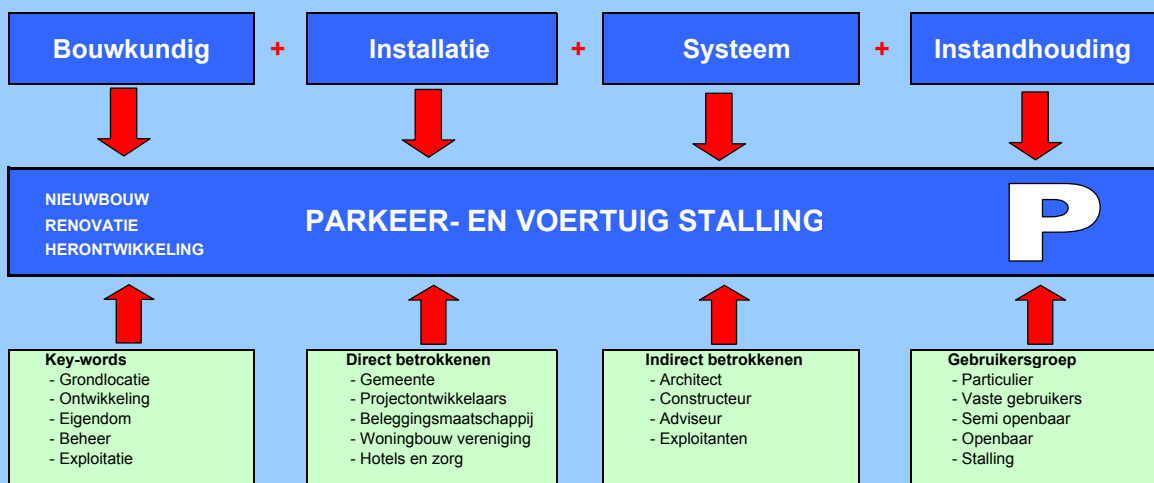 Bouwkundig + Installatie + Systeem + Instandhouding
NIEUWBOUW
RENOVATIE
HERONTWIKKELING
PARKEER- EN VOERTUIG STALLING
P
Key-words
- Grondlocatie
- Ontwikkeling
- Eigendom
- Beheer
- Exploitatie
Direct betrokkenen
- Gemeente
- Projectontwikkelaars
- Beleggingsmaatschappij
- Woningbouw vereniging
- Hotels en zorg
Indirect betrokkenen
- Architect
- Constructeur
- Adviseur
- Exploitanten
Gebruikersgroep
- Particulier
- Vaste gebruikers
- Semi openbaar
- Openbaar
- Stalling